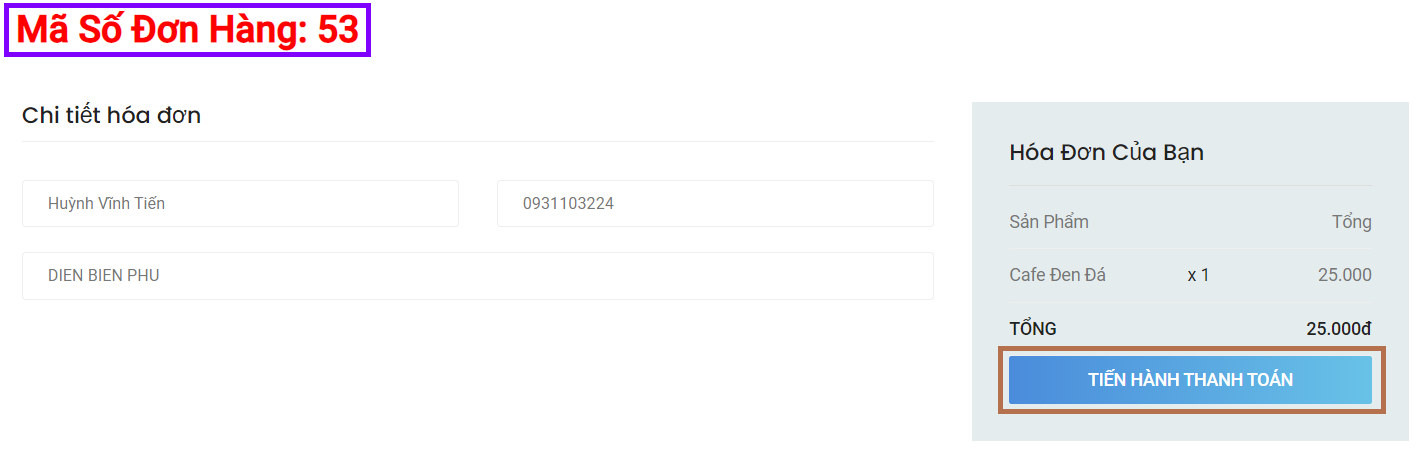 Mã Số Đơn Hàng: 53
Chi tiết hóa đơn
Huỳnh Vĩnh Tiến 0931103224
DIEN BIEN PHU
Hóa Đơn Của Bạn
Sản Phẩm Tổng
Cafe Đen Đá x 1 25.000
TỔNG 25.000đ
TIẾN HÀNH THANH TOÁN